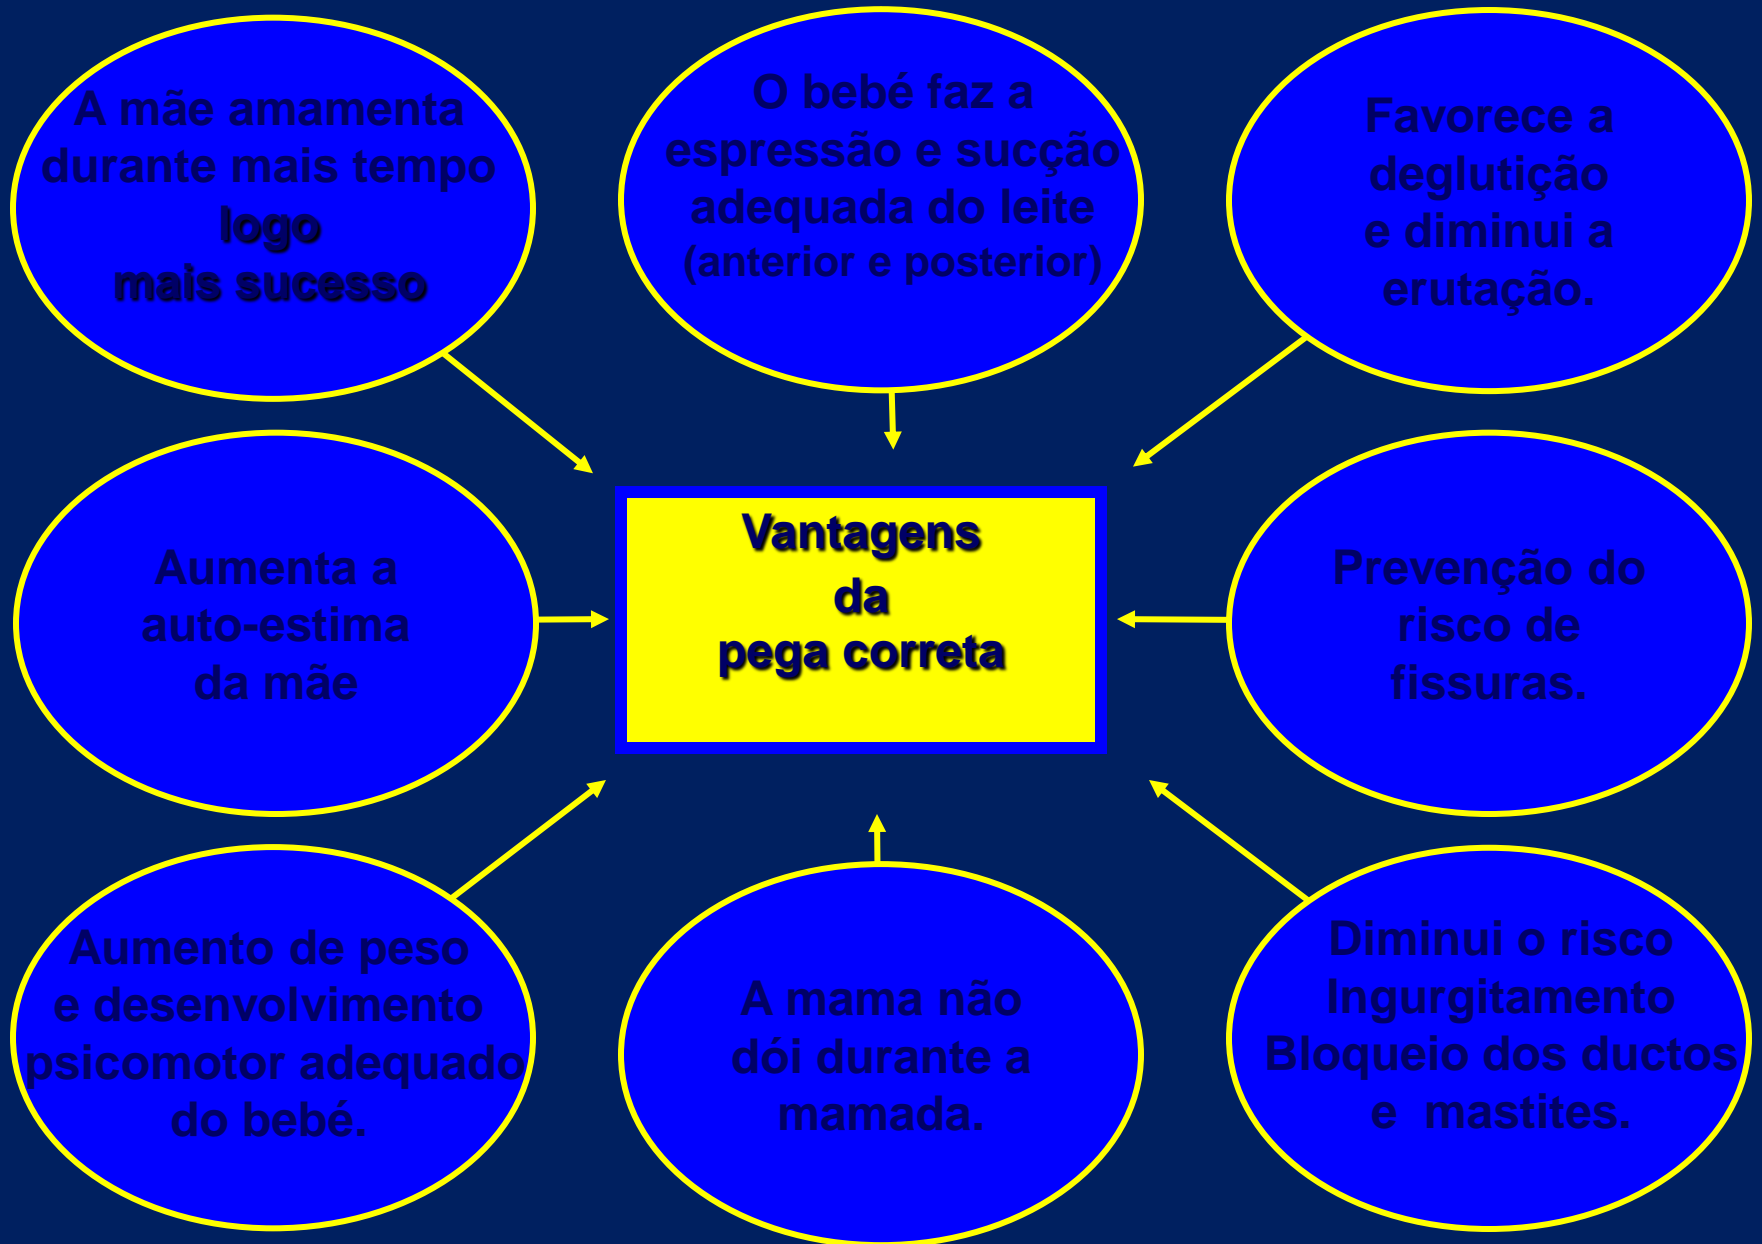 A mãe amamenta
durante mais tempo
logo
mais sucesso
O bebé faz a
espressão e sucção
adequada do leite
(anterior e posterior)
Favorece a
deglutição
e diminui a
erutação.
Aumenta a
auto-estima
da mãe
Vantagens
da
pega correta
Prevenção do
risco de
fissuras.
Aumento de peso
e desenvolvimento
psicomotor adequado
do bebé.
A mama não
dói durante a
mamada.
Diminui o risco
Ingurgitamento
Bloqueio dos ductos
e  mastites.